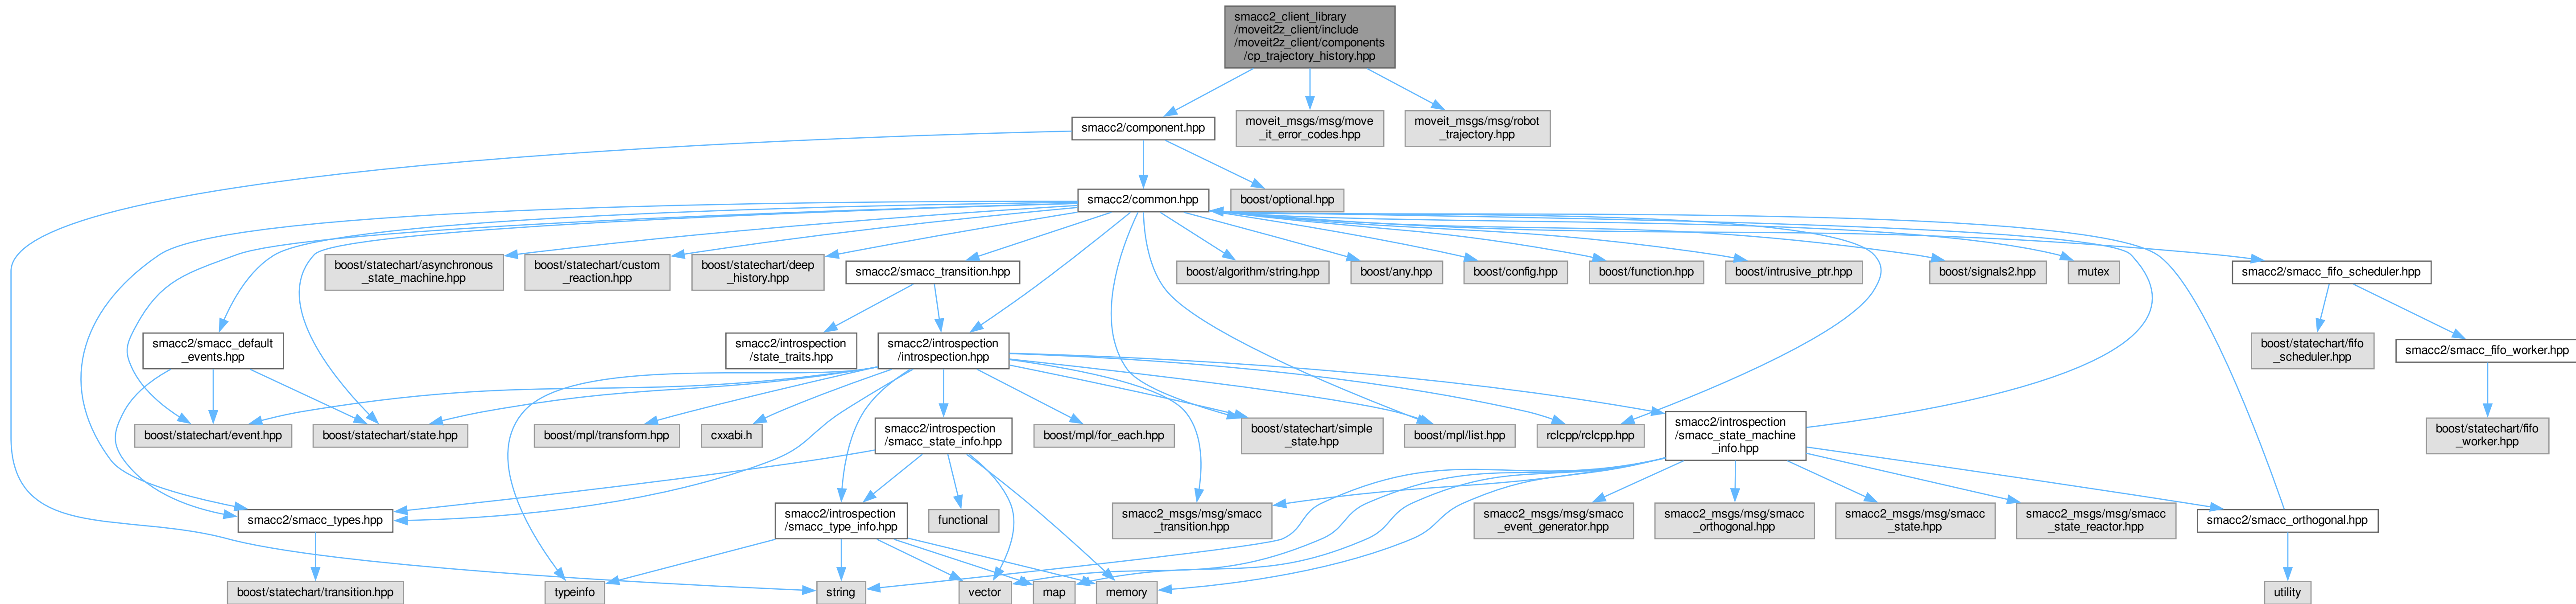 smacc2_client_library
/moveit2z_client/include
/moveit2z_client/components
/cp_trajectory_history.hpp
smacc2/component.hpp
moveit_msgs/msg/move
_it_error_codes.hpp
moveit_msgs/msg/robot
_trajectory.hpp
smacc2/common.hpp
boost/optional.hpp
boost/statechart/asynchronous
_state_machine.hpp
boost/statechart/custom
_reaction.hpp
boost/statechart/deep
_history.hpp
smacc2/smacc_transition.hpp
boost/algorithm/string.hpp
boost/any.hpp
boost/config.hpp
boost/function.hpp
boost/intrusive_ptr.hpp
boost/signals2.hpp
mutex
smacc2/smacc_fifo_scheduler.hpp
smacc2/smacc_default
_events.hpp
smacc2/introspection
/state_traits.hpp
smacc2/introspection
/introspection.hpp
boost/statechart/fifo
_scheduler.hpp
smacc2/smacc_fifo_worker.hpp
boost/statechart/event.hpp
boost/statechart/state.hpp
boost/mpl/transform.hpp
cxxabi.h
smacc2/introspection
/smacc_state_info.hpp
boost/mpl/for_each.hpp
boost/statechart/simple
_state.hpp
boost/mpl/list.hpp
rclcpp/rclcpp.hpp
smacc2/introspection
/smacc_state_machine
_info.hpp
boost/statechart/fifo
_worker.hpp
smacc2/smacc_types.hpp
smacc2/introspection
/smacc_type_info.hpp
functional
smacc2_msgs/msg/smacc
_transition.hpp
smacc2_msgs/msg/smacc
_event_generator.hpp
smacc2_msgs/msg/smacc
_orthogonal.hpp
smacc2_msgs/msg/smacc
_state.hpp
smacc2_msgs/msg/smacc
_state_reactor.hpp
smacc2/smacc_orthogonal.hpp
boost/statechart/transition.hpp
typeinfo
string
vector
map
memory
utility